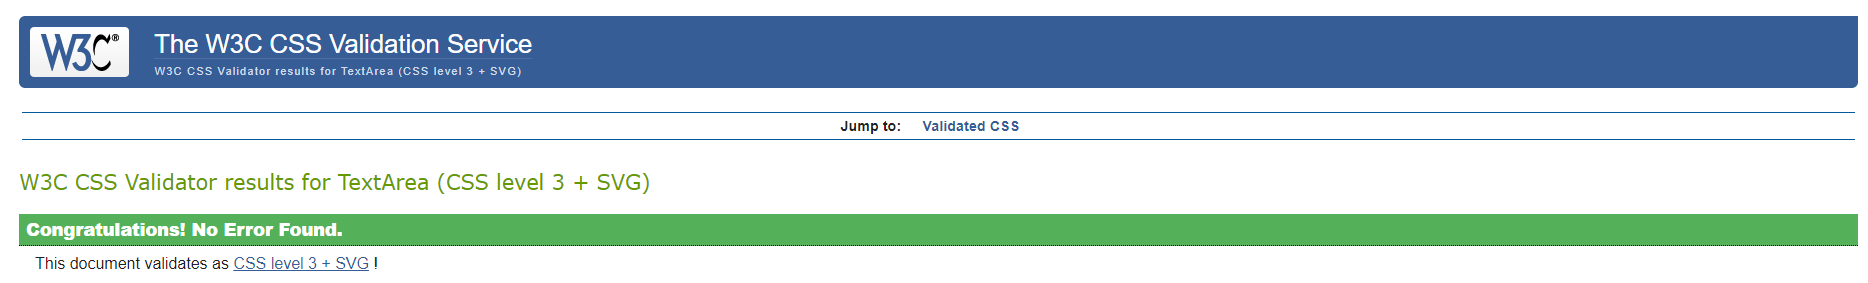 W3C®
The W3C CSS Validation Service
W3C CSS Validator results for TextArea (CSS level 3 + SVG)
Jump to: Validated CSS
W3C CSS Validator results for TextArea (CSS level 3 + SVG)
Congratulations! No Error Found.
This document validates as CSS level 3 + SVG !